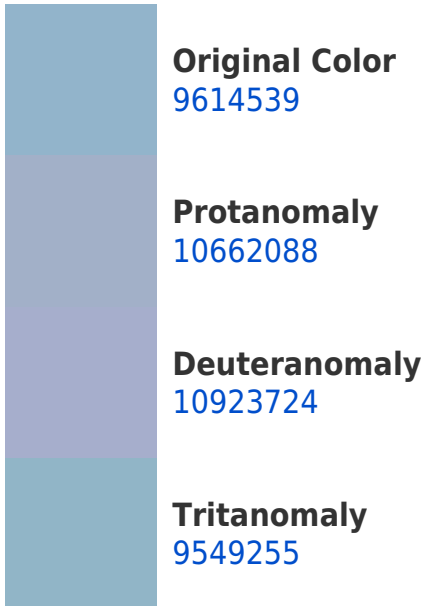 Original Color
9614539
Protanomaly
10662088
Deuteranomaly
10923724
Tritanomaly
9549255